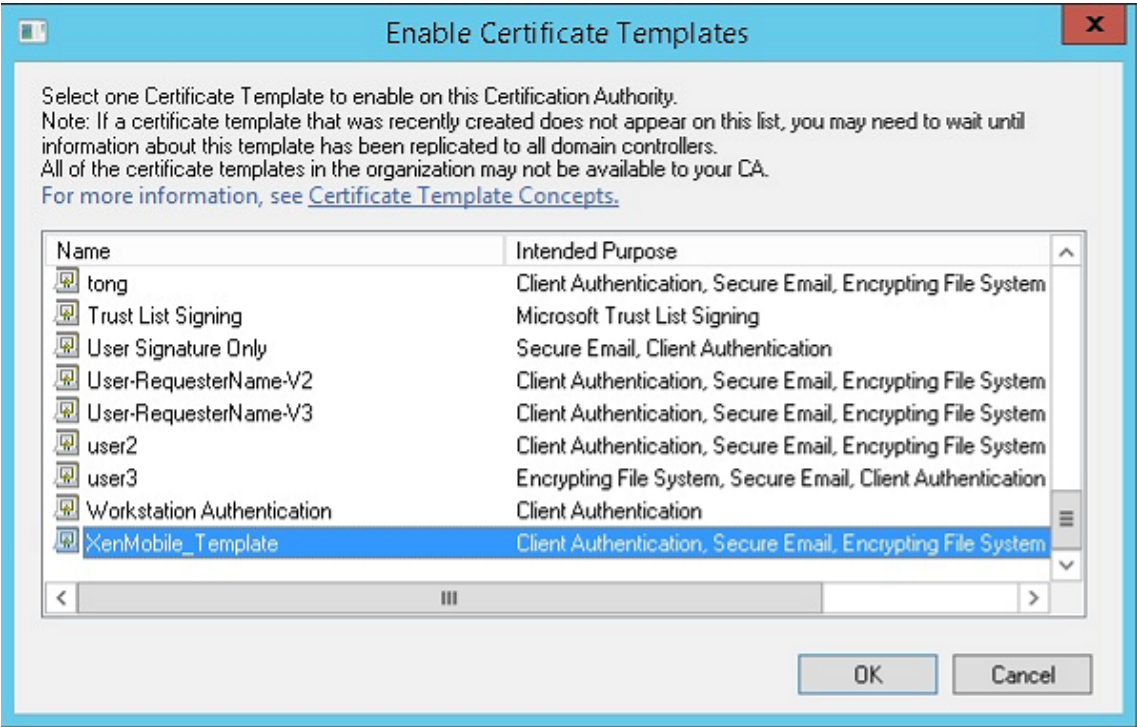 Enable Certificate Templates
x
Select one Certificate Template to enable on this Certification Authority.
Note: If a certificate template that was recently created does not appear on this list, you may need to wait until
information about this template has been replicated to all domain controllers.
All of the certificate templates in the organization may not be available to your CA.
For more information, see Certificate Template Concepts.
Name Intended Purpose
tong Client Authentication, Secure Email, Encrypting File System
Trust List Signing Microsoft Trust List Signing
User Signature Only Secure Email, Client Authentication
User-RequesterName-V2 Client Authentication, Secure Email, Encrypting File System
User-RequesterName-V3 Client Authentication, Secure Email, Encrypting File System
user2 Client Authentication, Secure Email, Encrypting File System
user3 Encrypting File System, Secure Email, Client Authentication
Workstation Authentication Client Authentication
XenMobile_Template Client Authentication, Secure Email, Encrypting File System
OK Cancel